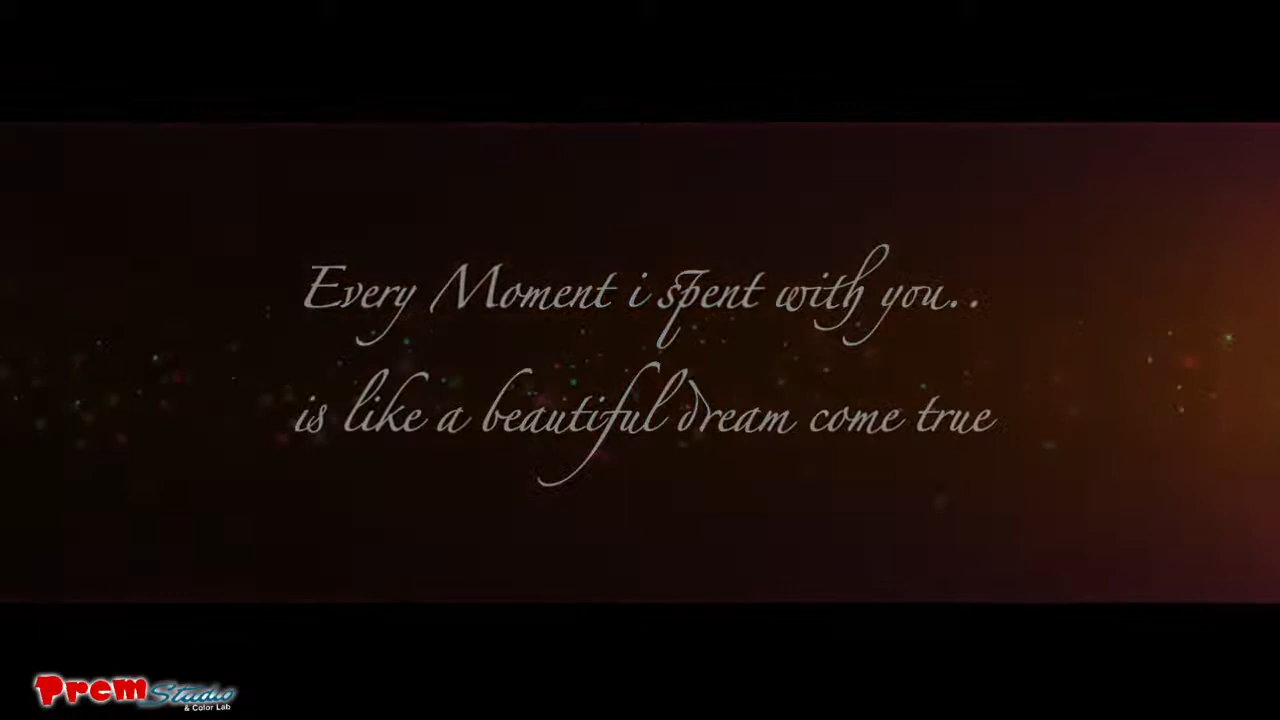 Every Moment i spent with you..
is like a beautiful dream come true
Prem Studio
& Color Lab